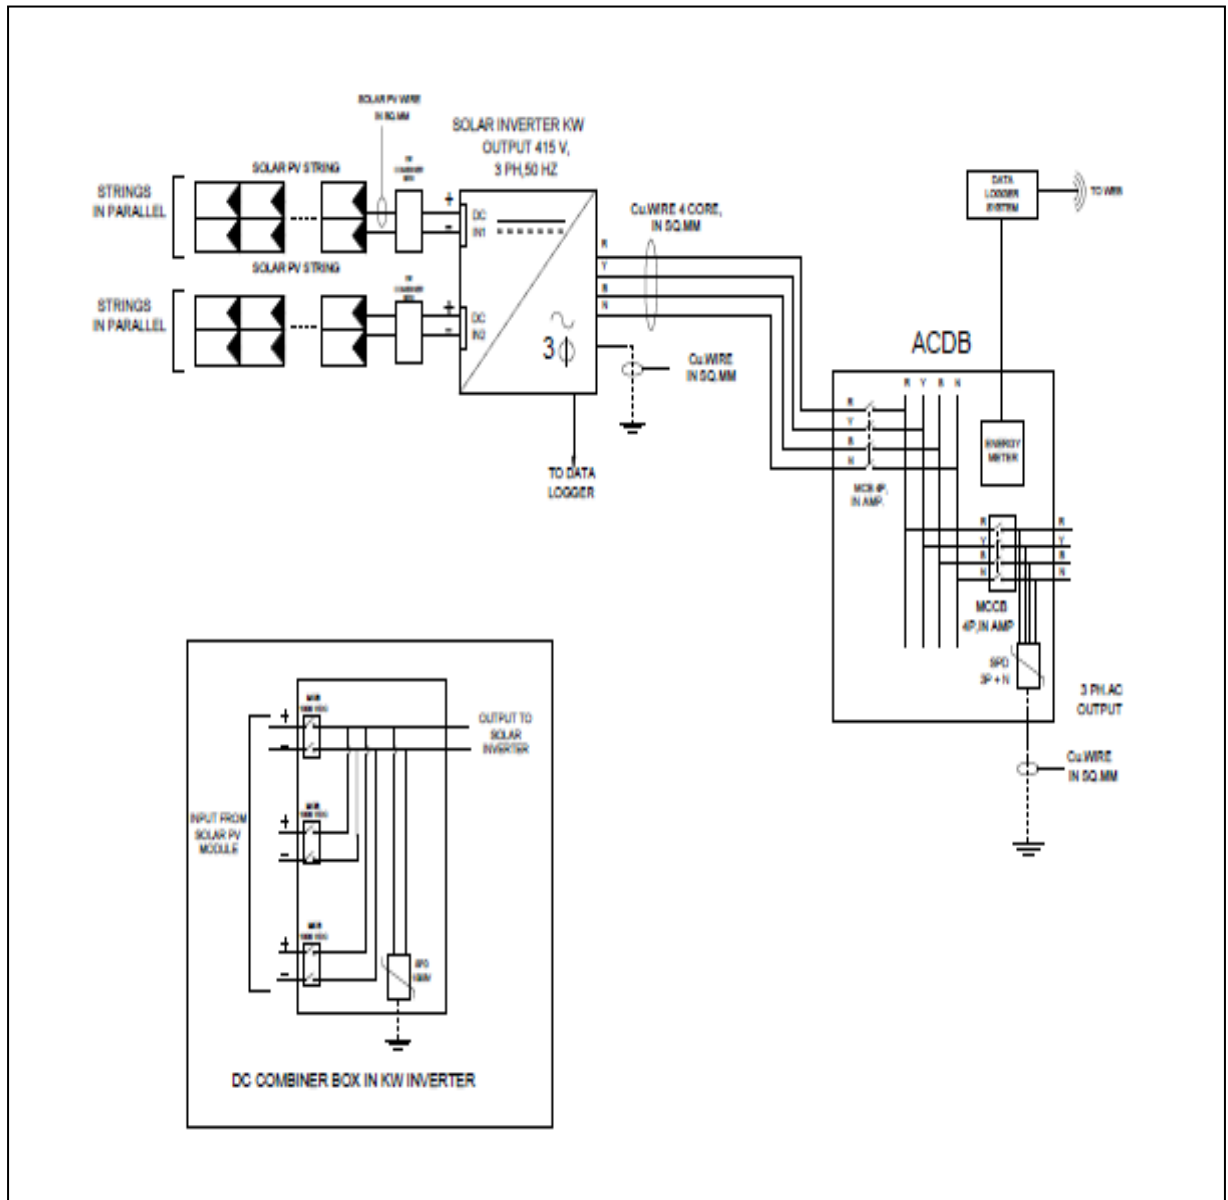 SOLAR PV WIRE
IN SQ.MM
SOLAR INVERTER KW
OUTPUT 415 V,
3 PH,50 HZ
SOLAR PV STRING
STRINGS
IN PARALLEL
+
-
DC
IN1
SOLAR PV STRING
STRINGS
IN PARALLEL
+
-
DC
IN2
3
Cu.WIRE 4 CORE,
IN SQ.MM
R
Y
B
N
Cu.WIRE
IN SQ.MM
TO DATA
LOGGER
DATA
LOGGER
SYSTEM
TO WEB
ACDB
R Y B N
R
Y
B
N
MCB 4P,
IN AMP.
ENERGY
METER
R
Y
B
N
R
Y
B
N
MCCB
4P,IN AMP
SPD
3P + N
3 PH.AC
OUTPUT
Cu.WIRE
IN SQ.MM
+
-
OUTPUT TO
SOLAR
INVERTER
INPUT FROM
SOLAR PV
MODULE
+
-
+
-
SPD
DC COMBINER BOX IN KW INVERTER